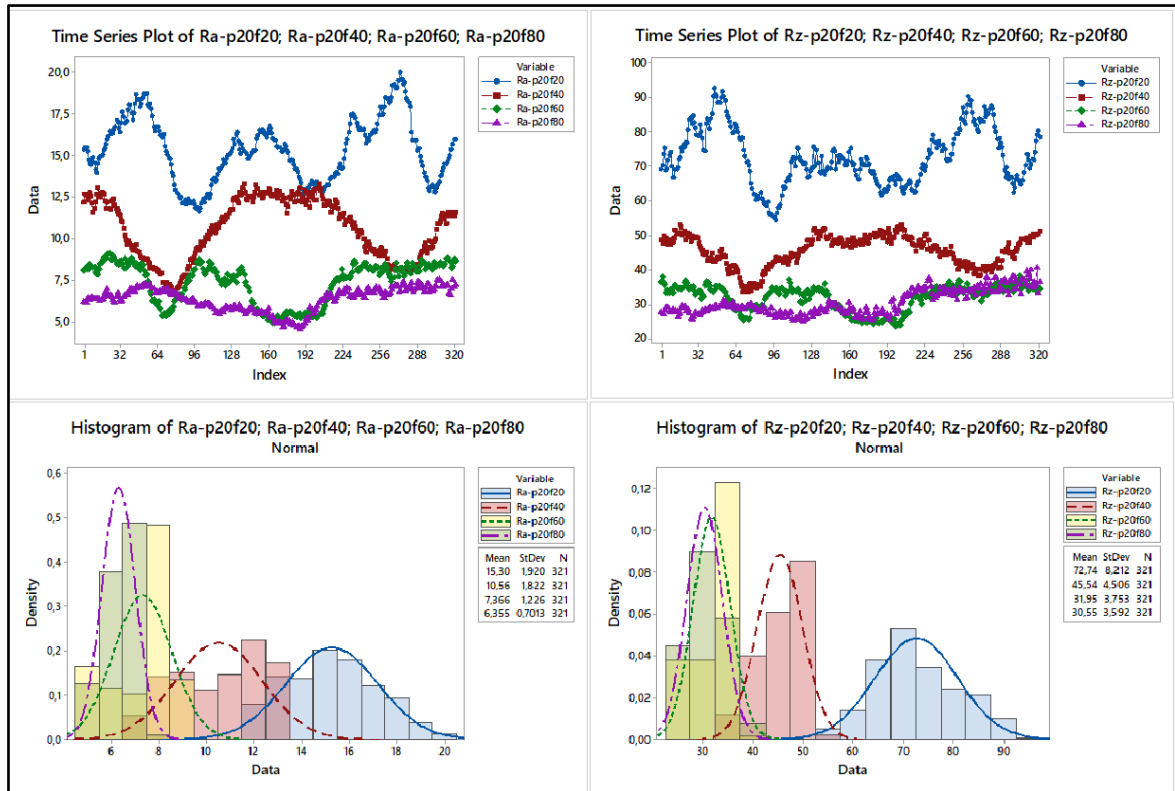 Time Series Plot of Ra-p20f20; Ra-p20f40; Ra-p20f60; Ra-p20f80
Variable
Ra-p20f20
Ra-p20f40
Ra-p20f60
Ra-p20f80
20,0
17,5
15,0
12,5
10,0
7,5
5,0
Data
1 32 64 96 128 160 192 224 256 288 320
Index
Time Series Plot of Rz-p20f20; Rz-p20f40; Rz-p20f60; Rz-p20f80
Variable
Rz-p20f20
Rz-p20f40
Rz-p20f60
Rz-p20f80
100
90
80
70
60
50
40
30
20
Data
1 32 64 96 128 160 192 224 256 288 320
Index
Histogram of Ra-p20f20; Ra-p20f40; Ra-p20f60; Ra-p20f80
Normal
Variable
Ra-p20f20
Ra-p20f40
Ra-p20f60
Ra-p20f80
Mean StDev N
15,30 1,920 321
10,56 1,822 321
7,366 1,226 321
6,355 0,7013 321
0,6
0,5
0,4
0,3
0,2
0,1
0,0
Density
6 8 10 12 14 16 18 20
Data
Histogram of Rz-p20f20; Rz-p20f40; Rz-p20f60; Rz-p20f80
Normal
Variable
Rz-p20f20
Rz-p20f40
Rz-p20f60
Rz-p20f80
Mean StDev N
72,74 8,212 321
45,54 4,506 321
31,95 3,753 321
30,55 3,592 321
0,12
0,10
0,08
0,06
0,04
0,02
0,00
Density
30 40 50 60 70 80 90
Data